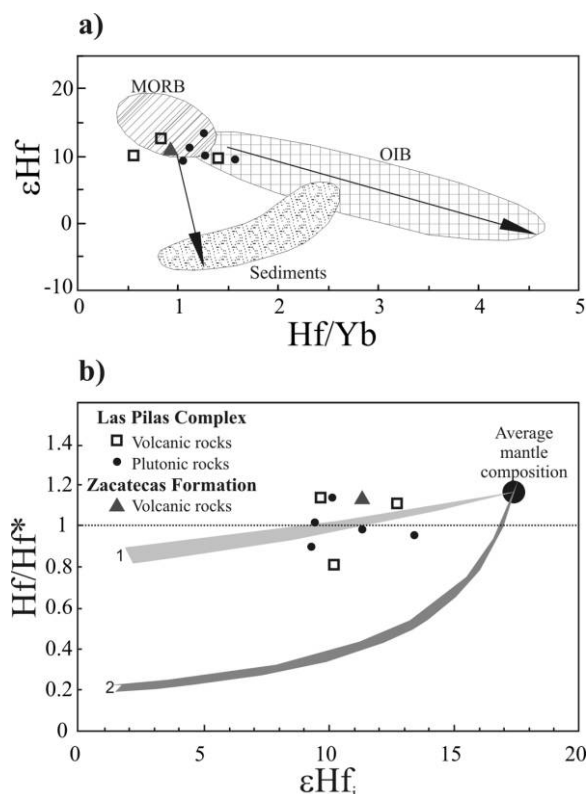 a)
MORB
OIB
Sediments
εHf
20
10
0
-10
0
1
2
3
4
5
Hf/Yb
b)
Las Pilas Complex
Volcanic rocks
Plutonic rocks
Zacatecas Formation
Volcanic rocks
Average
mantle
composition
1
2
Hf/Hf*
1.4
1.2
1
0.8
0.6
0.4
0.2
0
0
5
10
15
20
εHfi